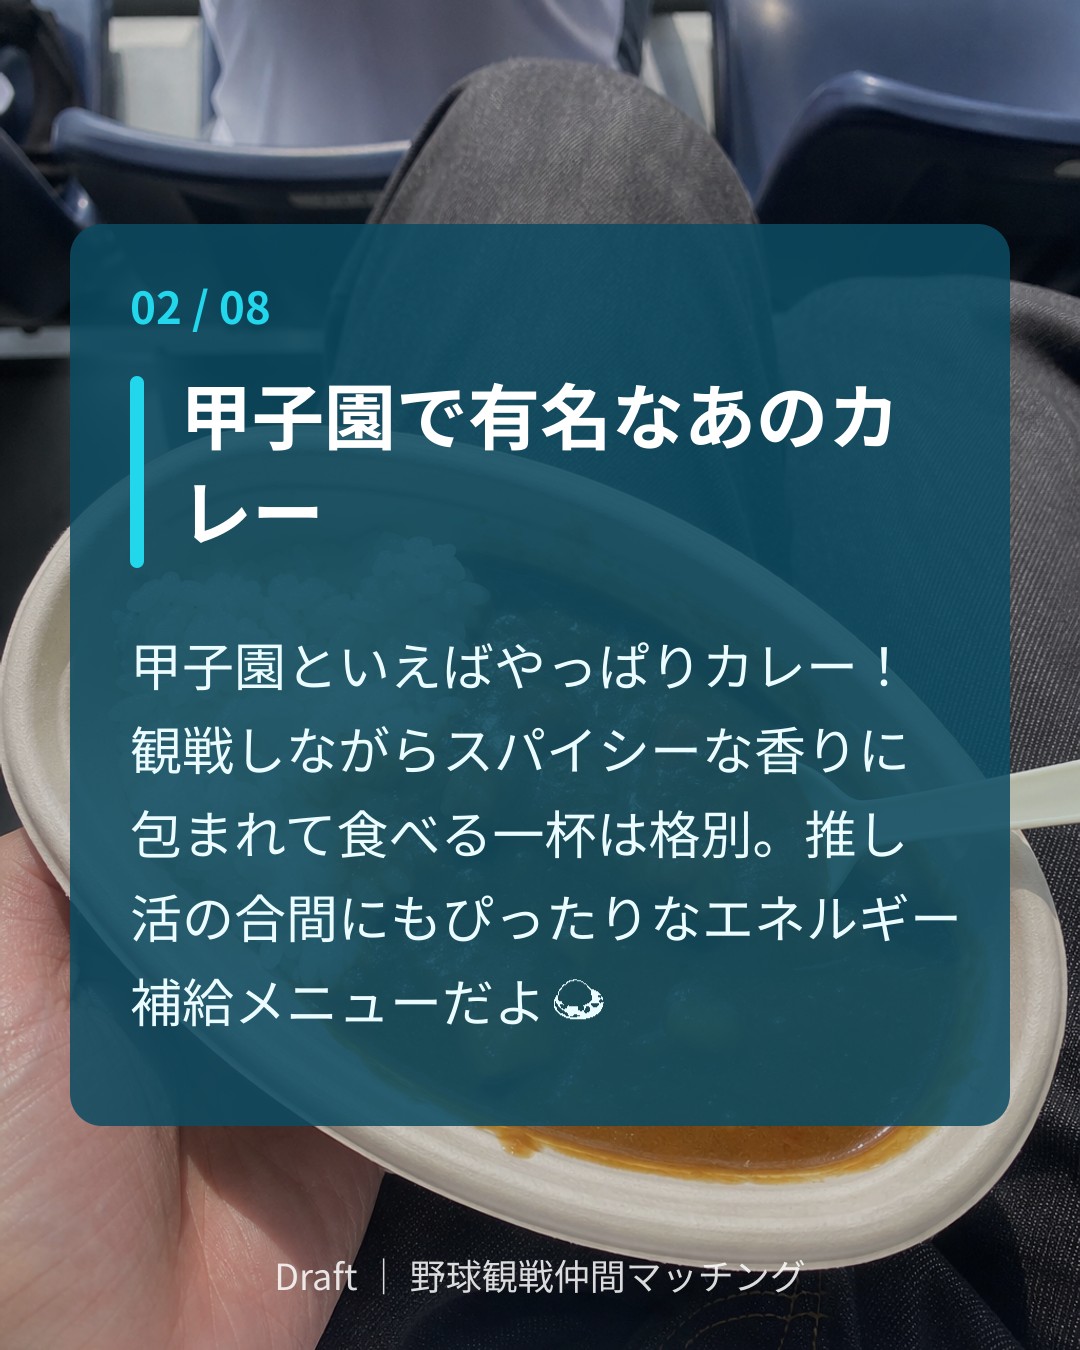 02 / 08
甲子園で有名なあのカ
レー
甲子園といえばやっぱりカレー！
観戦しながらスパイシーな香りに
包まれて食べる一杯は格別。推し
活の合間にもぴったりなエネルギー
補給メニューだよ🍛
Draft ｜ 野球観戦仲間マッチング